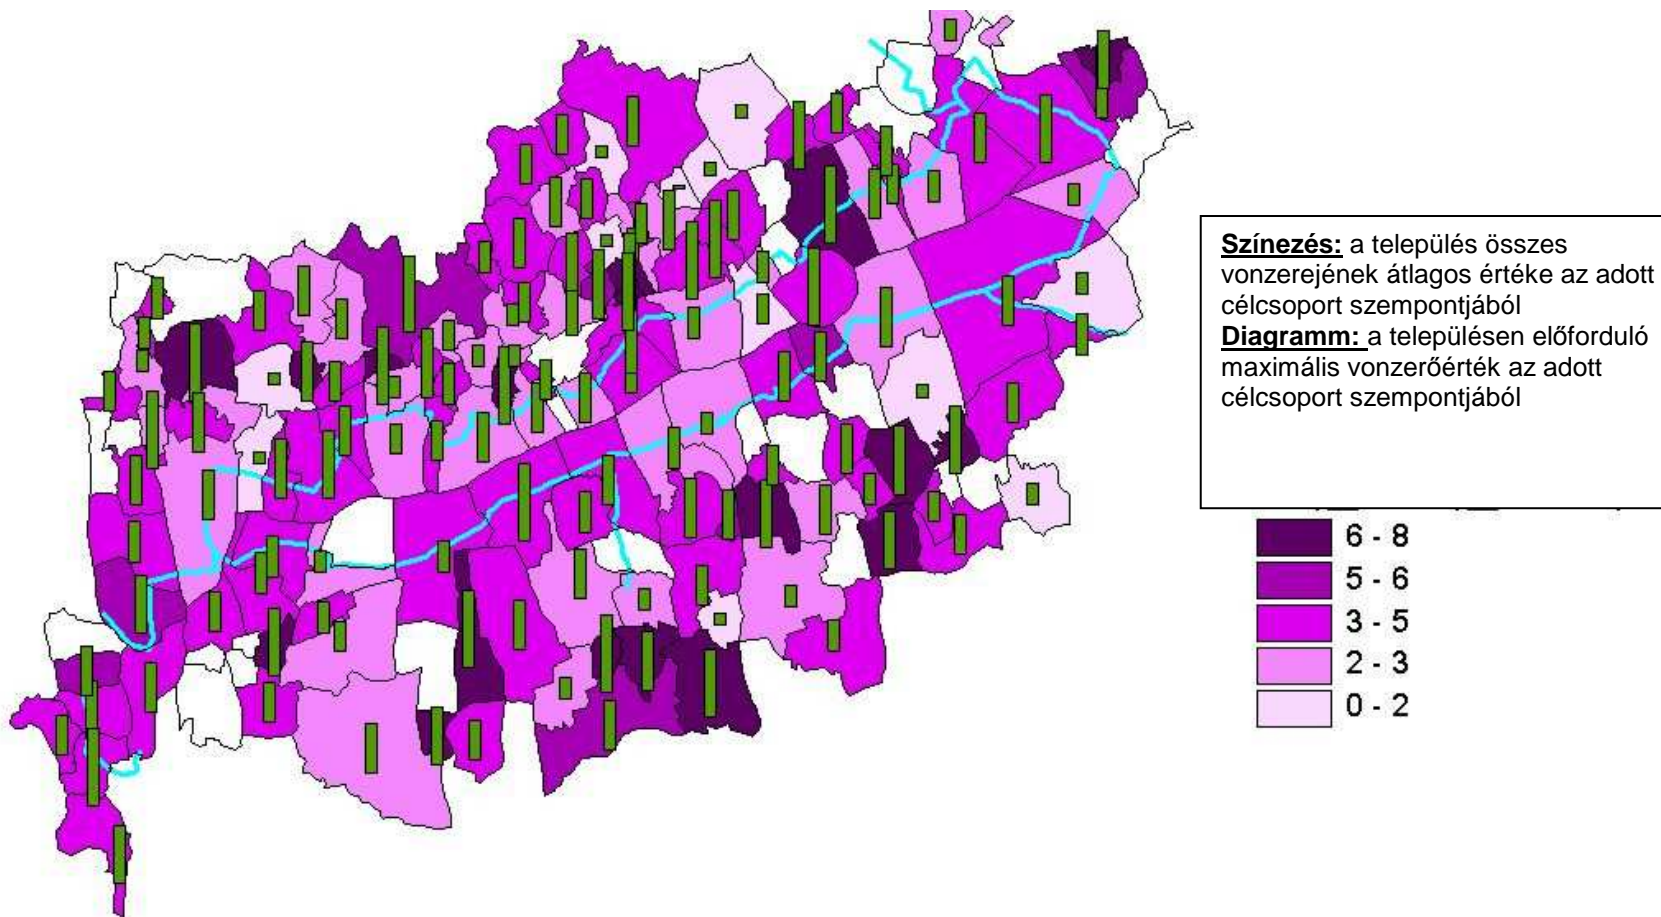 Színezés: a település összes
vonzerejének átlagos értéke az adott
célcsoport szempontjából
Diagramm: a településen előforduló
maximális vonzerőérték az adott
célcsoport szempontjából
6 - 8
5 - 6
3 - 5
2 - 3
0 - 2